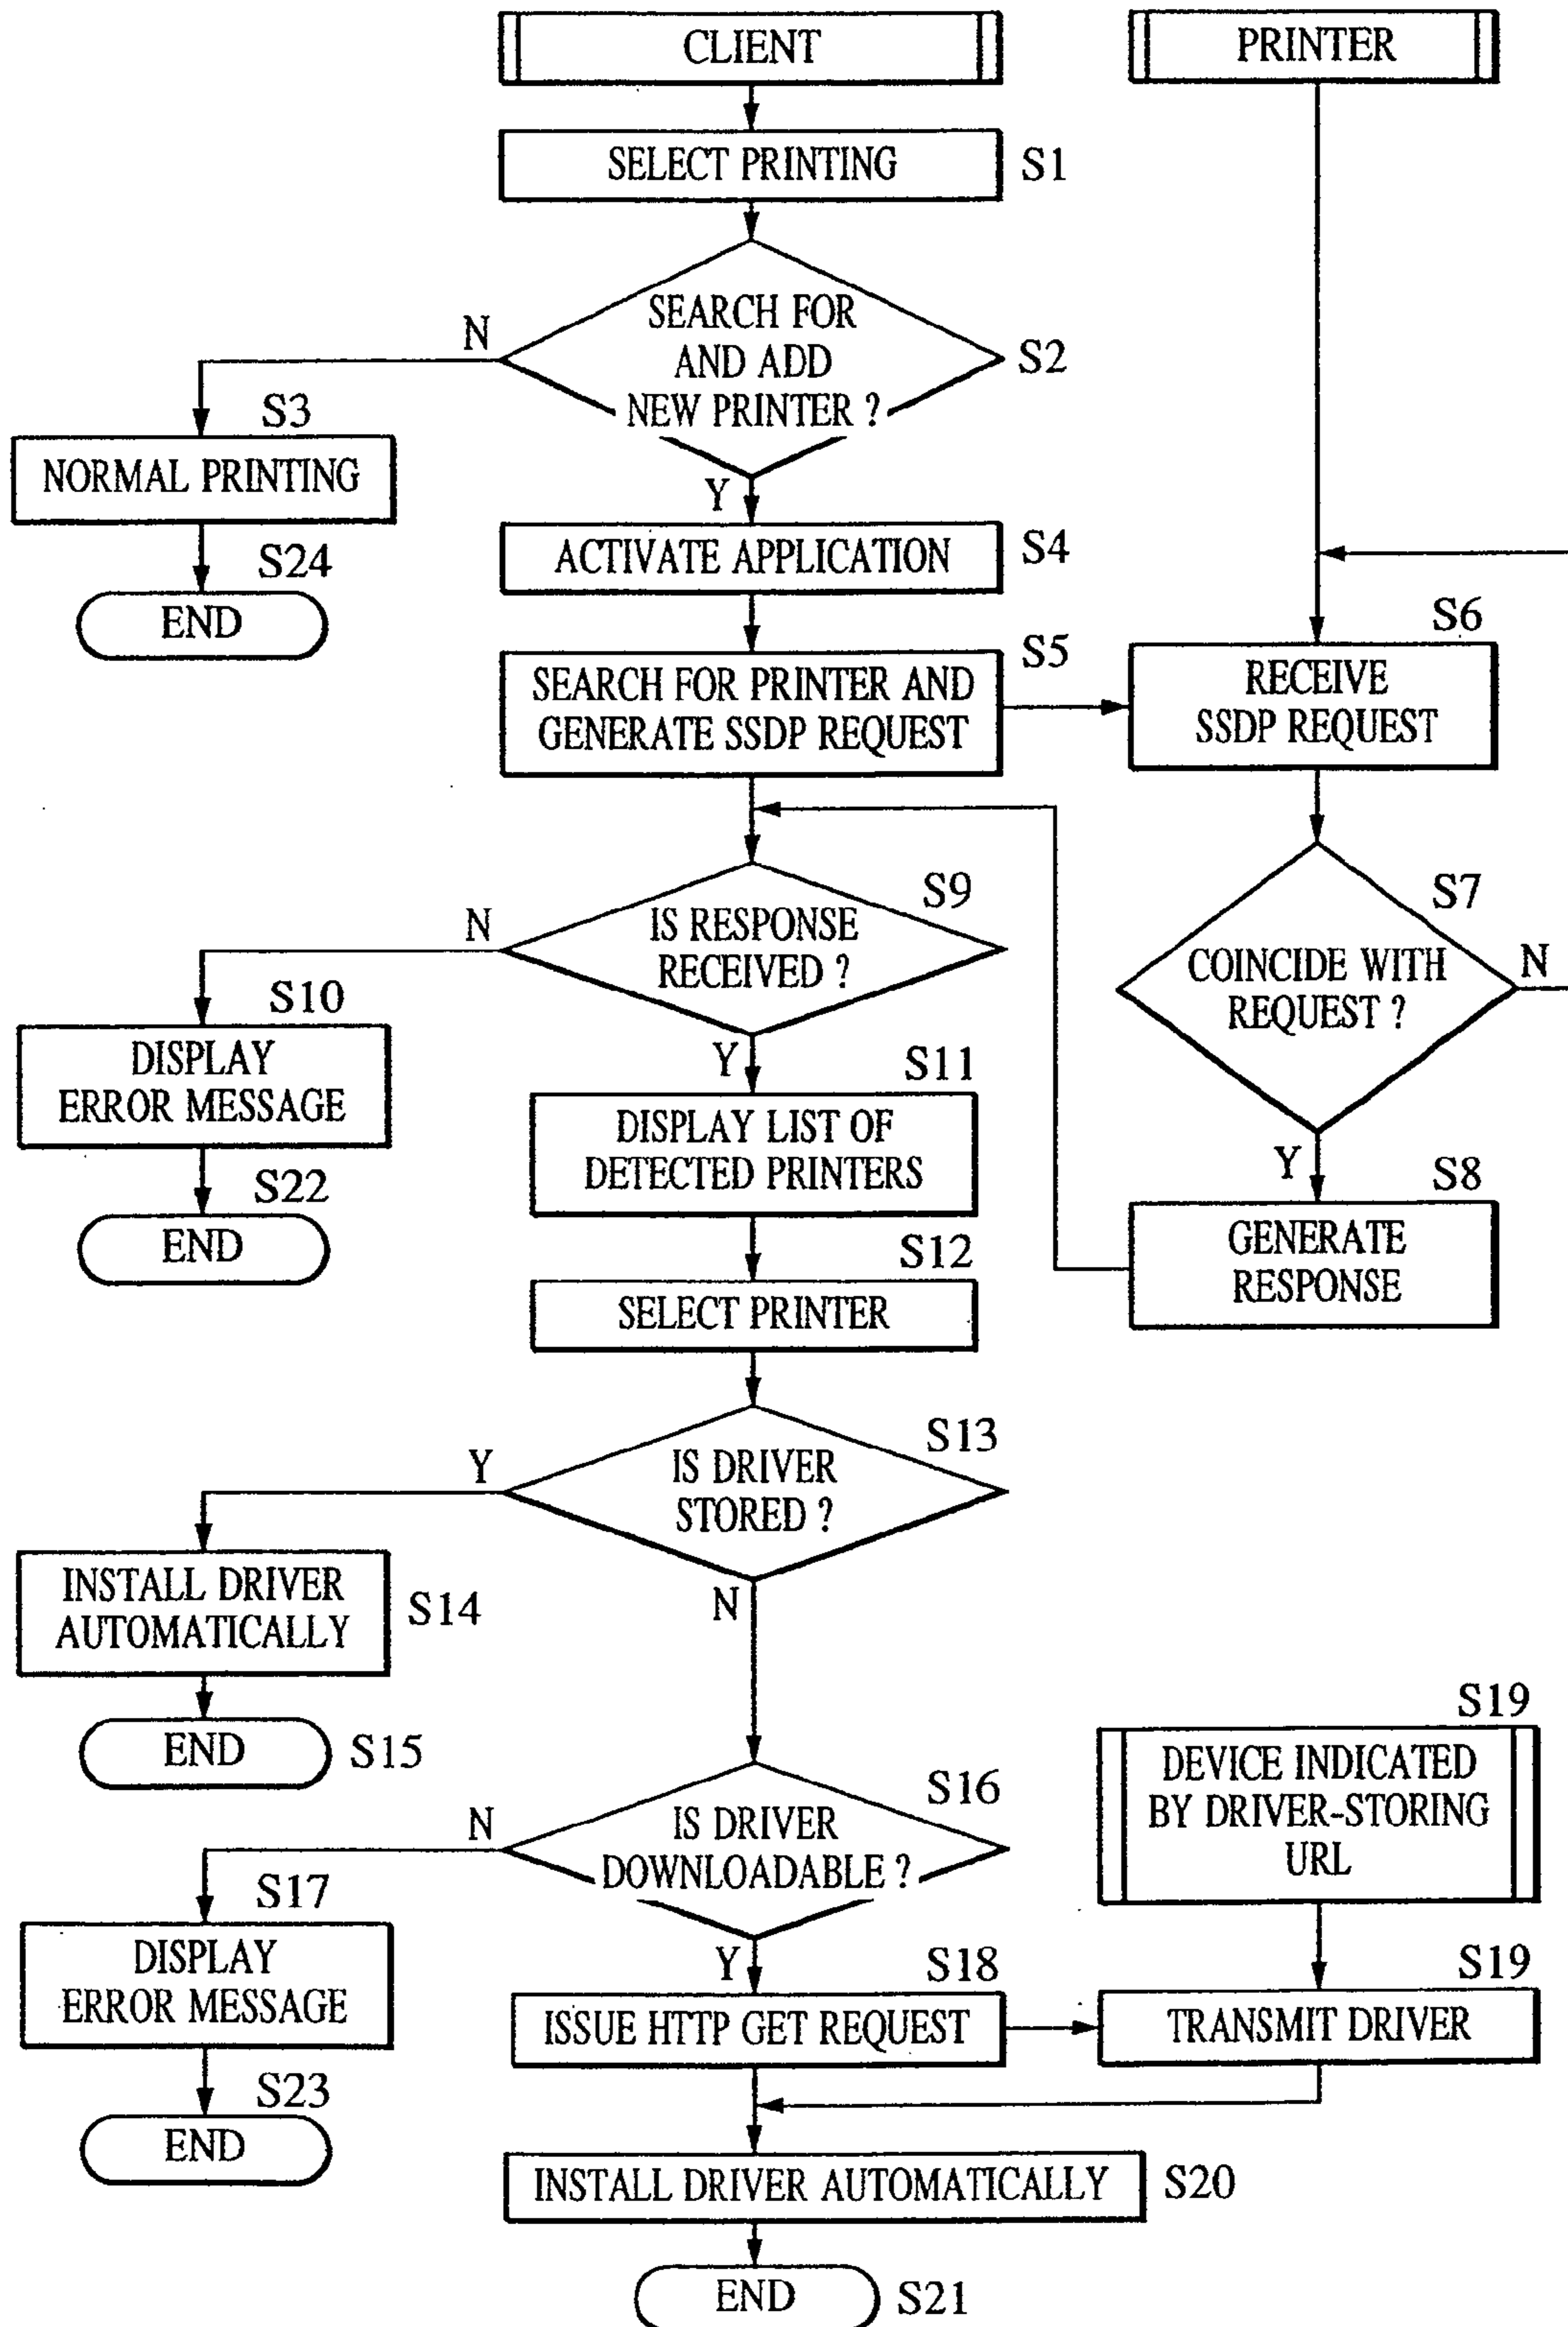 CLIENT
PRINTER
SELECT PRINTING
S1
SEARCH FOR
AND ADD
NEW PRINTER ?
S2
N
S3
NORMAL PRINTING
S24
END
Y
ACTIVATE APPLICATION
S4
SEARCH FOR PRINTER AND
GENERATE SSDP REQUEST
S5
S6
RECEIVE
SSDP REQUEST
S7
COINCIDE WITH
REQUEST ?
N
Y
S8
GENERATE
RESPONSE
S9
IS RESPONSE
RECEIVED ?
N
S10
DISPLAY
ERROR MESSAGE
S22
END
Y
S11
DISPLAY LIST OF
DETECTED PRINTERS
S12
SELECT PRINTER
S13
IS DRIVER
STORED ?
Y
INSTALL DRIVER
AUTOMATICALLY
S14
END
S15
N
S16
IS DRIVER
DOWNLOADABLE ?
N
S17
DISPLAY
ERROR MESSAGE
S23
END
Y
S18
ISSUE HTTP GET REQUEST
S19
DEVICE INDICATED
BY DRIVER-STORING
URL
S19
TRANSMIT DRIVER
INSTALL DRIVER AUTOMATICALLY
S20
END
S21